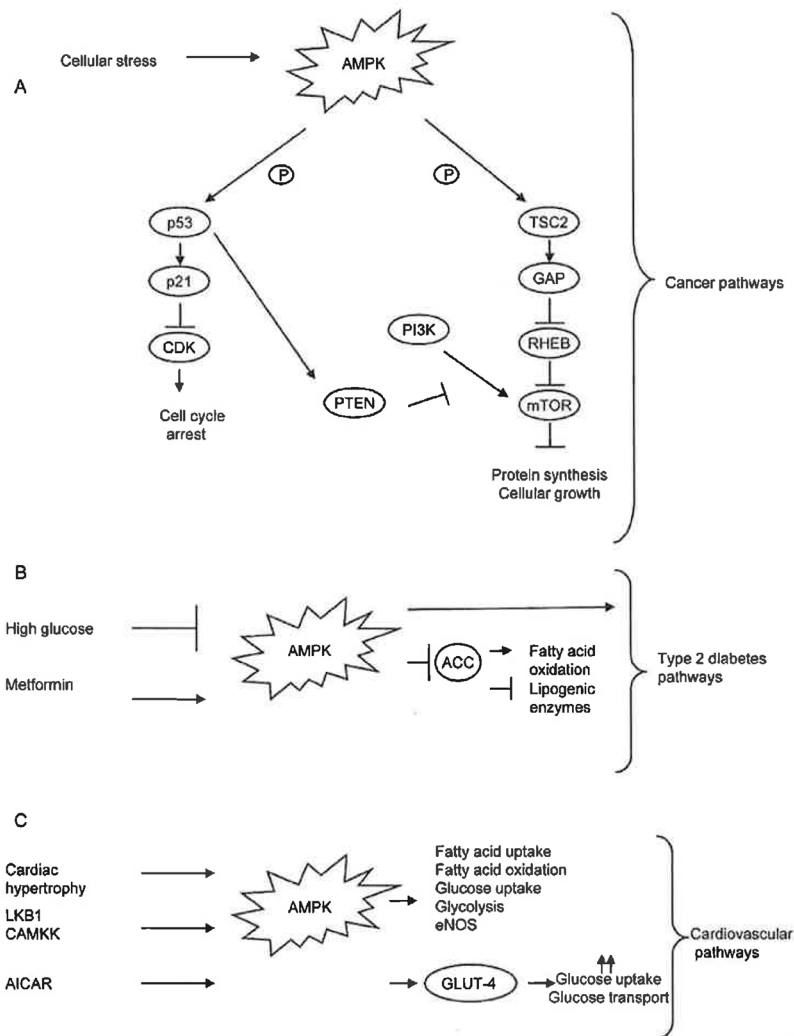 Cellular stress
AMPK
A
P
P
p53
TSC2
p21
GAP
Cancer pathways
PI3K
CDK
RHEB
PTEN
mTOR
Cell cycle
arrest
Protein synthesis
Cellular growth
B
High glucose
AMPK
ACC
Fatty acid
oxidation
Lipogenic
enzymes
Metformin
Type 2 diabetes
pathways
C
Cardiac
hypertrophy
LKB1
CAMKK
AICAR
AMPK
Fatty acid uptake
Fatty acid oxidation
Glucose uptake
Glycolysis
eNOS
GLUT-4
Glucose uptake
Glucose transport
Cardiovascular
pathways